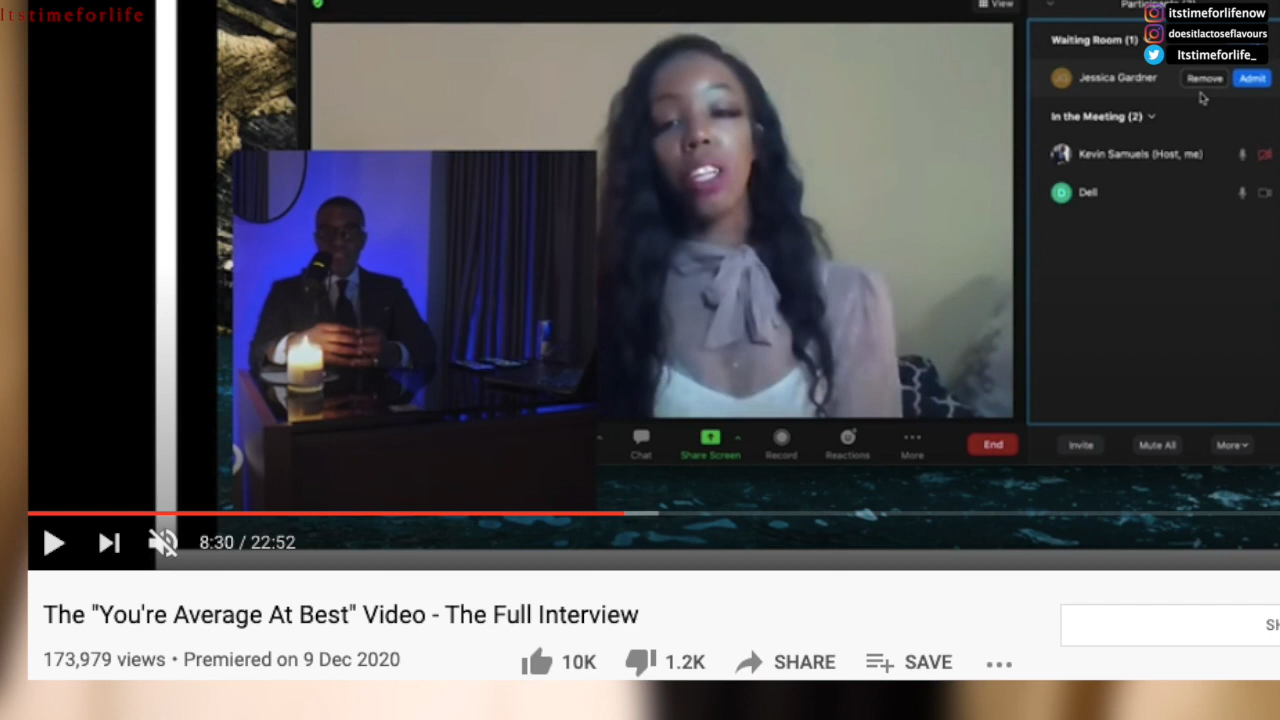 Itstimeforlife
View
itstimeforlifenow
doesitlactoseflavours
Itstimeforlife_
Waiting Room (1)
Jessica Gardner
Remove
Admit
In the Meeting (2)
Kevin Samuels (Host, me)
D
Dell
Chat
Share Screen
Record
Reactions
More
End
Invite
Mute All
More
8:30 / 22:52
The "You're Average At Best" Video - The Full Interview
173,979 views • Premiered on 9 Dec 2020
10K
1.2K
SHARE
SAVE